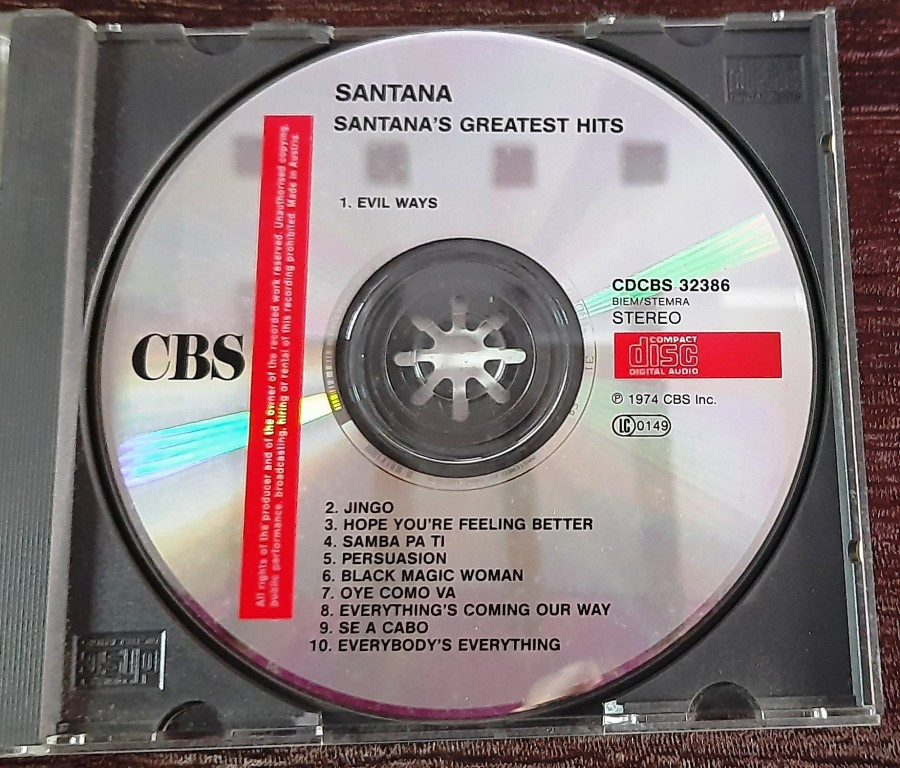 SANTANA
SANTANA'S GREATEST HITS
1. EVIL WAYS
CDCBS 32386
BIEM/STEMRA
STEREO
COMPACT
disc
DIGITAL AUDIO
℗ 1974 CBS Inc.
LC 0149
CBS
All rights of the producer and of the owner of the recorded work reserved. Unauthorised copying,
public performance, broadcasting, hiring or rental of this recording prohibited. Made in Austria.
2. JINGO
3. HOPE YOU'RE FEELING BETTER
4. SAMBA PA TI
5. PERSUASION
6. BLACK MAGIC WOMAN
7. OYE COMO VA
8. EVERYTHING'S COMING OUR WAY
9. SE A CABO
10. EVERYBODY'S EVERYTHING